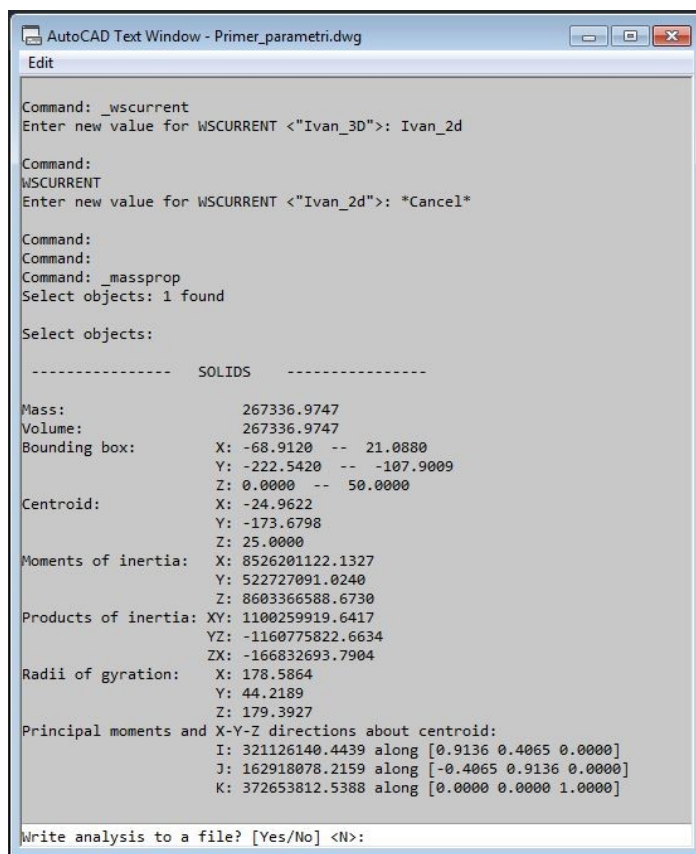 AutoCAD Text Window - Primer_parametri.dwg
Edit
Command: _wscurrent
Enter new value for WSCURRENT <"Ivan_3D">: Ivan_2d
Command:
WSCURRENT
Enter new value for WSCURRENT <"Ivan_2d">: *Cancel*
Command:
Command:
Command: _massprop
Select objects: 1 found
Select objects:
---------------- SOLIDS ----------------
Mass: 267336.9747
Volume: 267336.9747
Bounding box: X: -68.9120 -- 21.0880
Y: -222.5420 -- -107.9009
Z: 0.0000 -- 50.0000
Centroid: X: -24.9622
Y: -173.6798
Z: 25.0000
Moments of inertia: X: 8526201122.1327
Y: 522727091.0240
Z: 8603366588.6730
Products of inertia: XY: 1100259919.6417
YZ: -1160775822.6634
ZX: -166832693.7904
Radii of gyration: X: 178.5864
Y: 44.2189
Z: 179.3927
Principal moments and X-Y-Z directions about centroid:
I: 321126140.4439 along [0.9136 0.4065 0.0000]
J: 162918078.2159 along [-0.4065 0.9136 0.0000]
K: 372653812.5388 along [0.0000 0.0000 1.0000]
Write analysis to a file? [Yes/No] <N>: